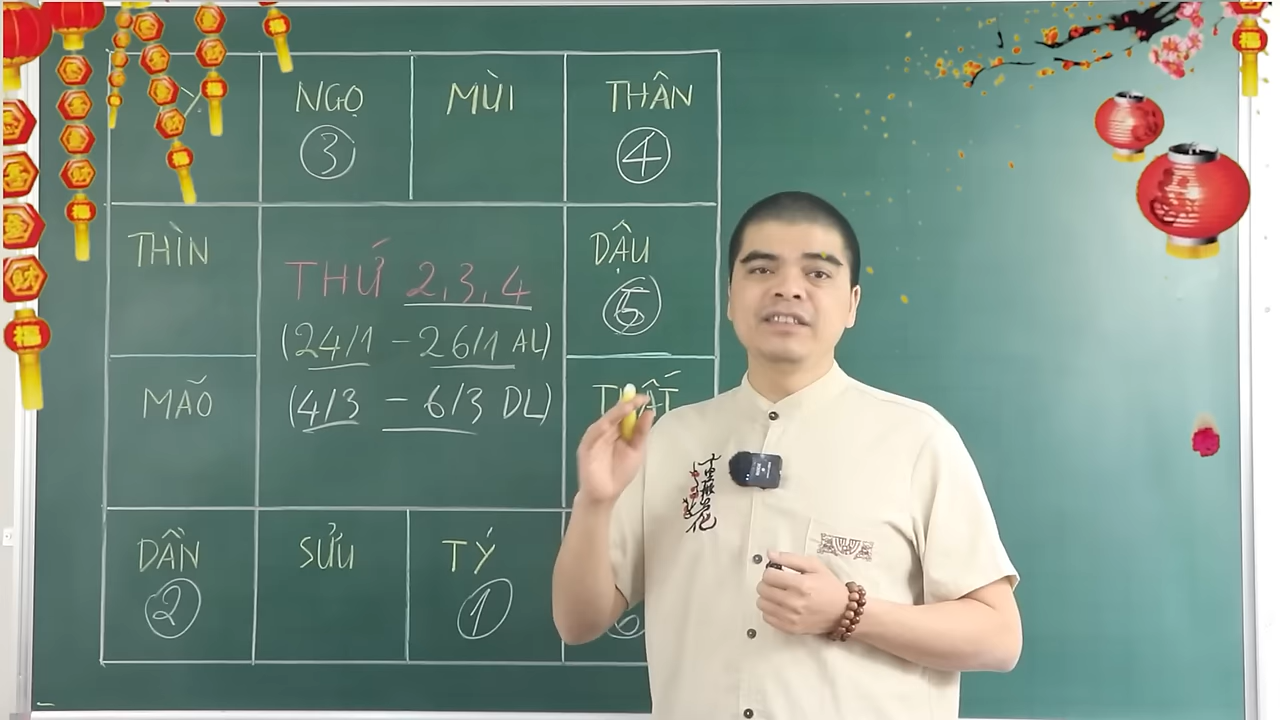 NGỌ
MÙI
THÂN
3
4
THÌN
DẬU
THỨ 2,3,4
5
(24/1 - 26/1 AL)
MÃO
(4/3 - 6/3 DL)
DẦN
SỬU
TÝ
2
1
6